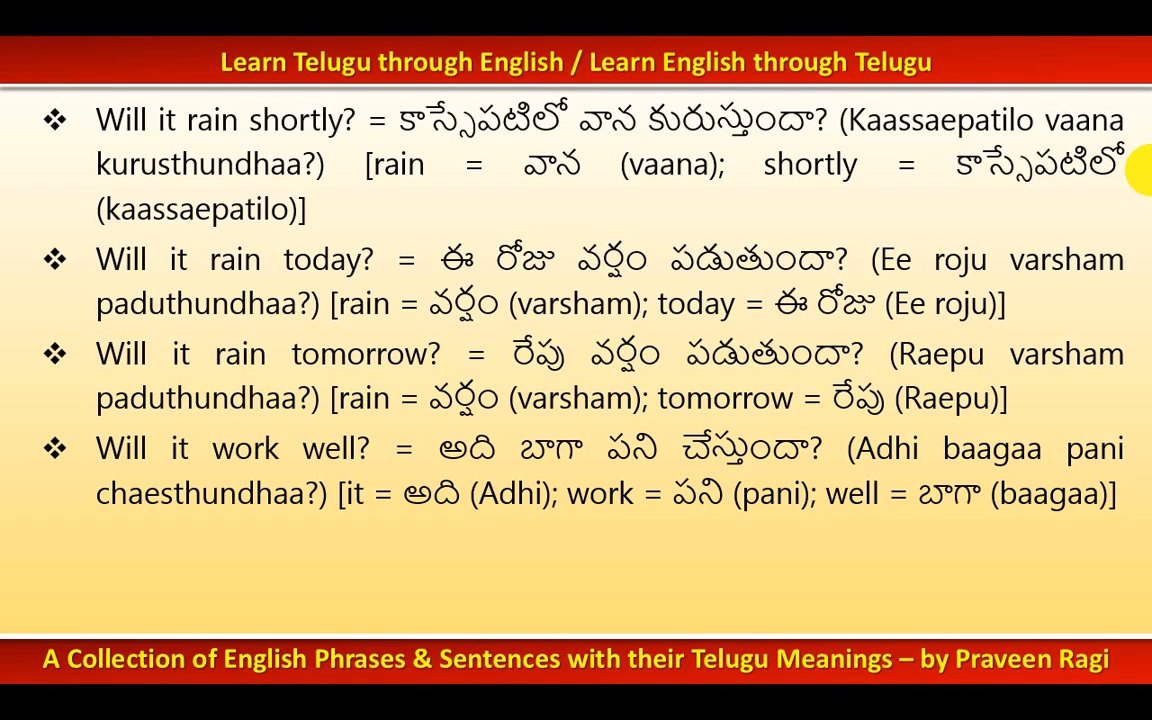 Learn Telugu through English / Learn English through Telugu
❖ Will it rain shortly? = కాస్సేపటిలో వాన కురుస్తుందా? (Kaassaepatilo vaana
kurusthundhaa?) [rain = వాన (vaana); shortly = కాస్సేపటిలో
(kaassaepatilo)]
❖ Will it rain today? = ఈ రోజు వర్షం పడుతుందా? (Ee roju varsham
paduthundhaa?) [rain = వర్షం (varsham); today = ఈ రోజు (Ee roju)]
❖ Will it rain tomorrow? = రేపు వర్షం పడుతుందా? (Raepu varsham
paduthundhaa?) [rain = వర్షం (varsham); tomorrow = రేపు (Raepu)]
❖ Will it work well? = అది బాగా పని చేస్తుందా? (Adhi baagaa pani
chaesthundhaa?) [it = అది (Adhi); work = పని (pani); well = బాగా (baagaa)]
A Collection of English Phrases & Sentences with their Telugu Meanings – by Praveen Ragi